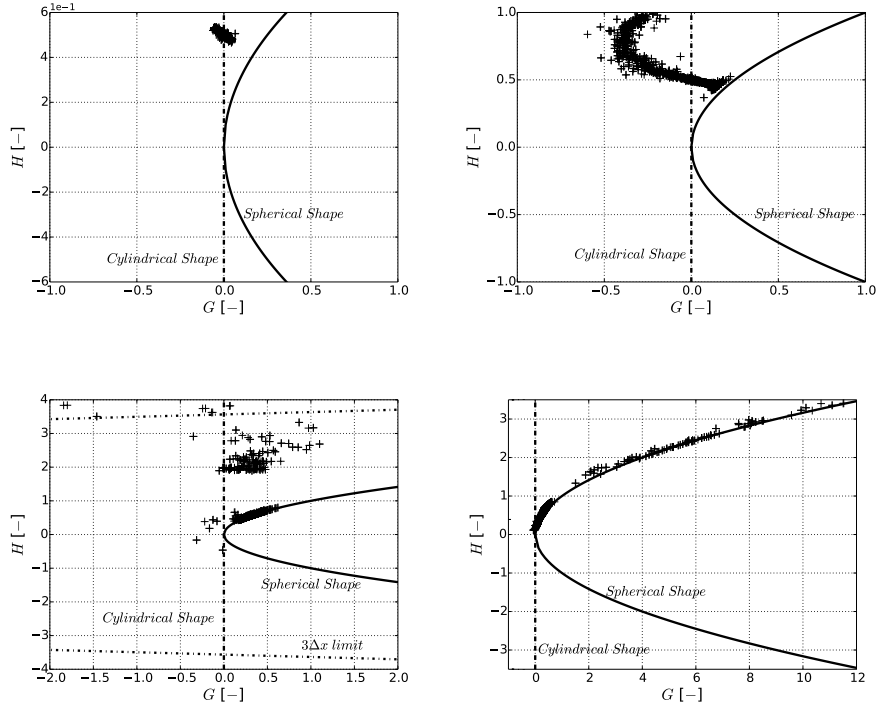 6 1e−1
4
2
0
−2
−4
−6
−1.0 −0.5 0.0 0.5 1.0
H [−]
G [−]
Spherical Shape
Cylindrical Shape
1.0
0.5
0.0
−0.5
−1.0
−1.0 −0.5 0.0 0.5 1.0
H [−]
G [−]
Spherical Shape
Cylindrical Shape
4
3
2
1
0
−1
−2
−3
−4
−2.0 −1.5 −1.0 −0.5 0.0 0.5 1.0 1.5 2.0
H [−]
G [−]
Spherical Shape
Cylindrical Shape
3Δx limit
3
2
1
0
−1
−2
−3
0 2 4 6 8 10 12
H [−]
G [−]
Spherical Shape
Cylindrical Shape